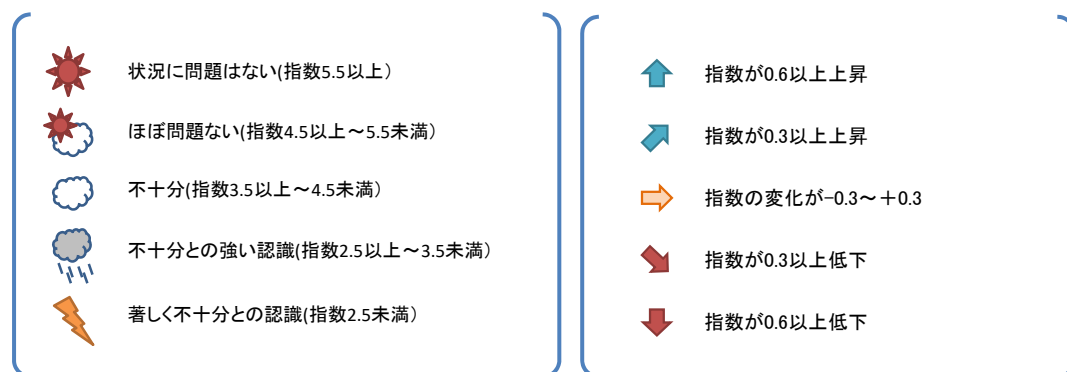 状況に問題はない(指数5.5以上)
ほぼ問題ない(指数4.5以上～5.5未満)
不十分(指数3.5以上～4.5未満)
不十分との強い認識(指数2.5以上～3.5未満)
著しく不十分との認識(指数2.5未満)
指数が0.6以上上昇
指数が0.3以上上昇
指数の変化が-0.3～＋0.3
指数が0.3以上低下
指数が0.6以上低下